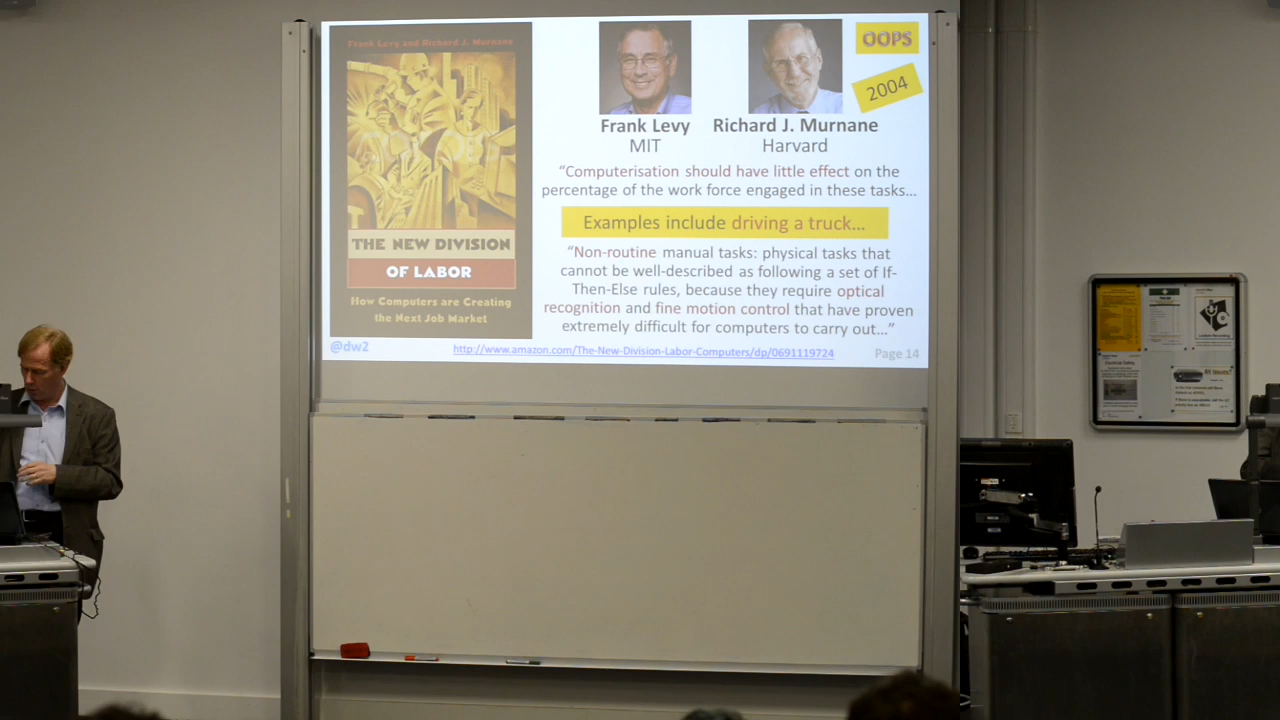 Frank Levy and Richard J. Murnane
THE NEW DIVISION
OF LABOR
How Computers are Creating
the Next Job Market
OOPS
2004
Frank Levy
MIT
Richard J. Murnane
Harvard
“Computerisation should have little effect on the
percentage of the work force engaged in these tasks…
Examples include driving a truck…
“Non-routine manual tasks: physical tasks that
cannot be well-described as following a set of If-
Then-Else rules, because they require optical
recognition and fine motion control that have proven
extremely difficult for computers to carry out…”
@dw2
http://www.amazon.com/The-New-Division-Labor-Computers/dp/0691119724
Page 14